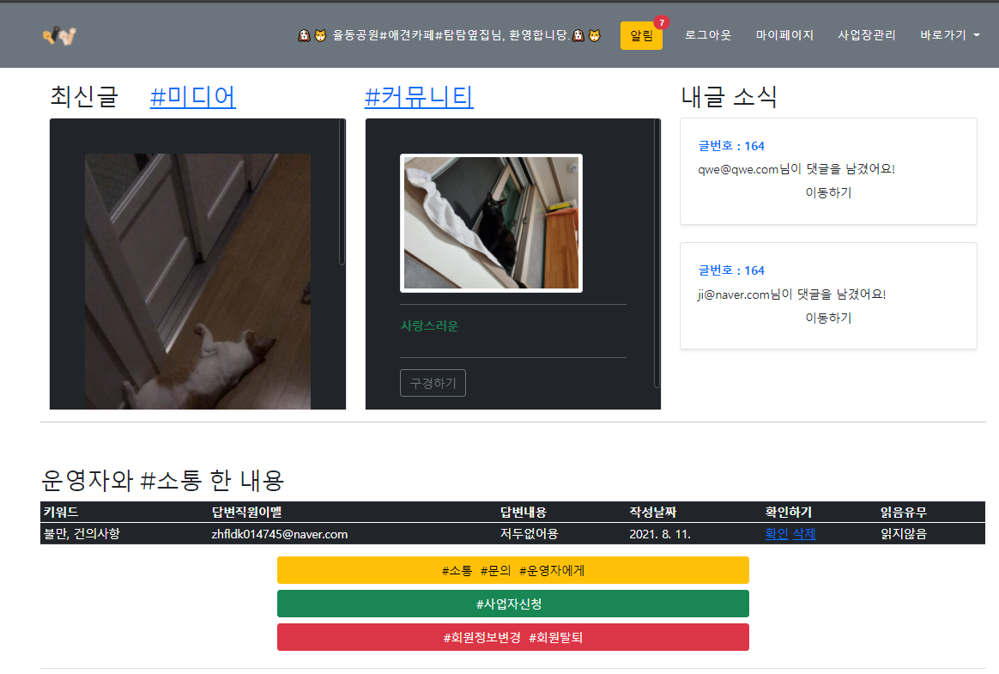 율동공원#애견카페#탐탐옆집님, 환영합니당.
알림 7
로그아웃
마이페이지
사업장관리
바로가기
최신글
#미디어
#커뮤니티
사랑스러운
구경하기
내글 소식
글번호 : 164
qwe@qwe.com님이 댓글을 남겼어요!
이동하기
글번호 : 164
ji@naver.com님이 댓글을 남겼어요!
이동하기
운영자와 #소통 한 내용
키워드 답변직원이멜 답변내용 작성날짜 확인하기 읽음유무
불만, 건의사항 zhfldk014745@naver.com 저두없어용 2021. 8. 11. 확인 삭제 읽지않음
#소통 #문의 #운영자에게
#사업자신청
#회원정보변경 #회원탈퇴